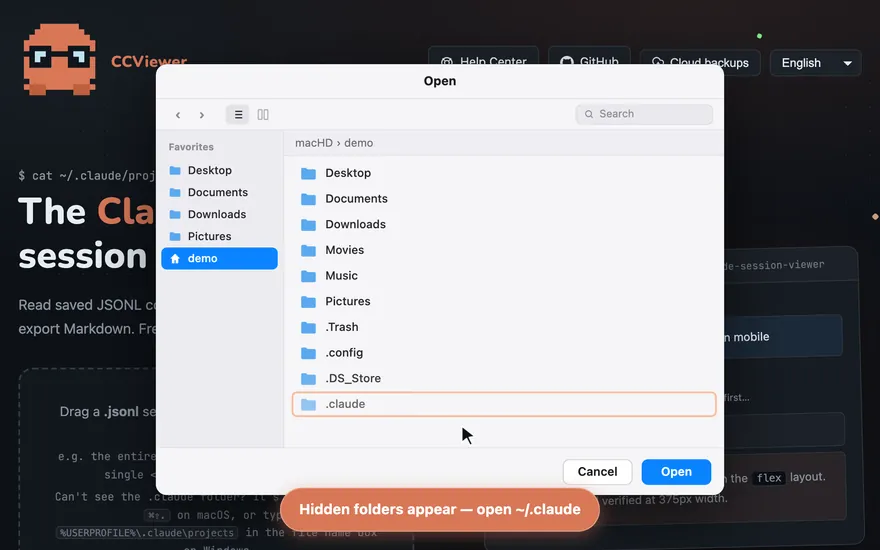 CCViewer
Help Center
GitHub
Cloud backups
English
Open
Search
Favorites
Desktop
Documents
Downloads
Pictures
demo
macHD › demo
Desktop
Documents
Downloads
Movies
Music
Pictures
.Trash
.config
.DS_Store
.claude
Cancel
Open
$ cat ~/.claude/proj
The Cla
session
Read saved JSONL co
export Markdown. Fre
Drag a .jsonl se
e.g. the entire
single <
Can't see the .claude folder? It s
⌘⇧. on macOS, or typ
%USERPROFILE%\.claude\projects in the file name box
on Windows
de-session-viewer
n mobile
first...
the flex layout.
verified at 375px width.
Hidden folders appear — open ~/.claude